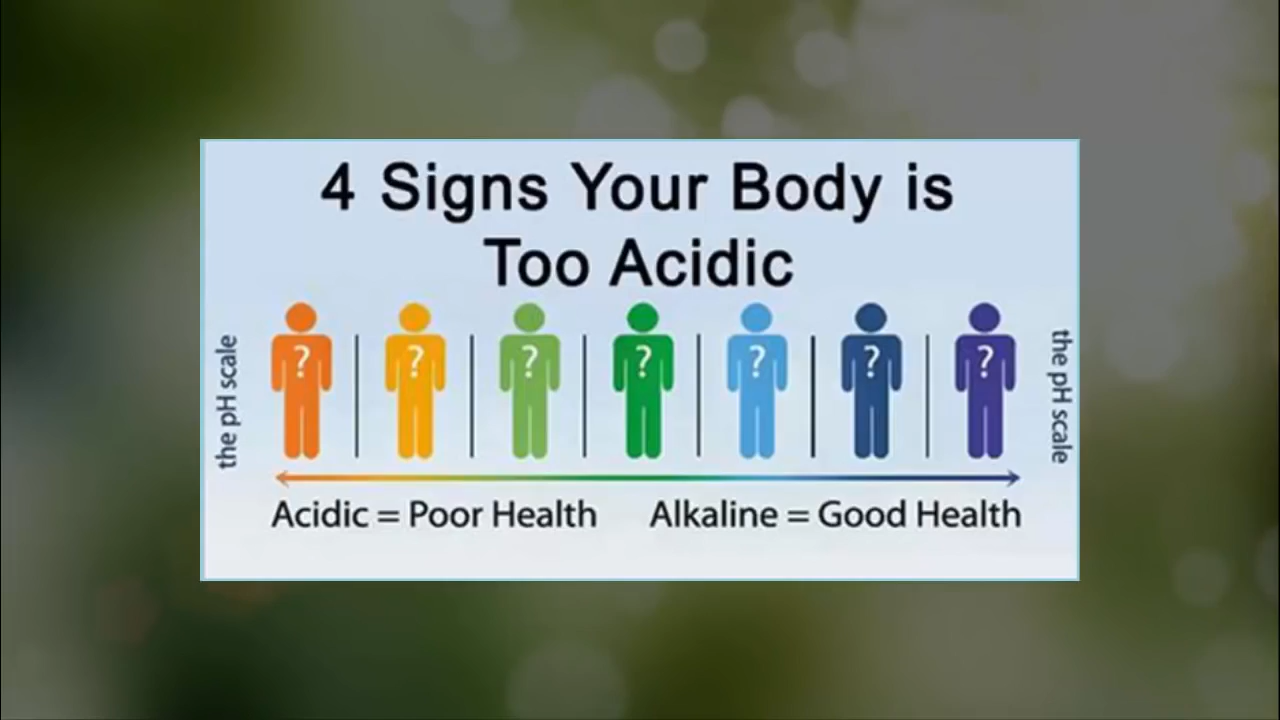 4 Signs Your Body is
Too Acidic
the pH scale
? ? ? ? ? ? ?
the pH scale
Acidic = Poor Health
Alkaline = Good Health